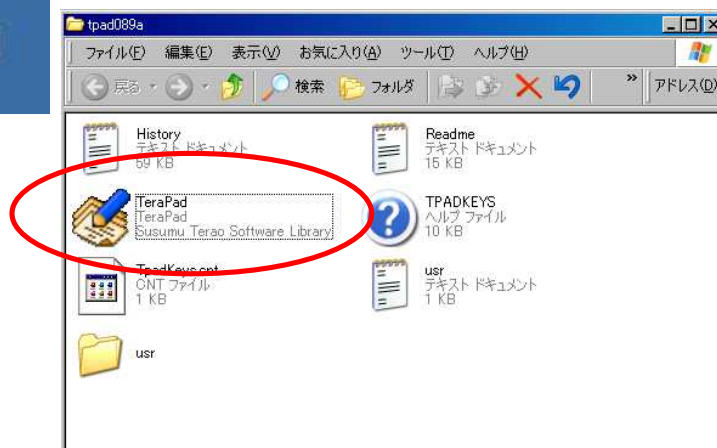 tpad089a
ファイル(F) 編集(E) 表示(V) お気に入り(A) ツール(T) ヘルプ(H)
戻る 検索 フォルダ » アドレス(D)
History
テキスト ドキュメント
59 KB
Readme
テキスト ドキュメント
15 KB
TeraPad
TeraPad
Susumu Terao Software Library
TPADKEYS
ヘルプ ファイル
10 KB
TpadKeys.cnt
CNT ファイル
1 KB
usr
テキスト ドキュメント
1 KB
usr